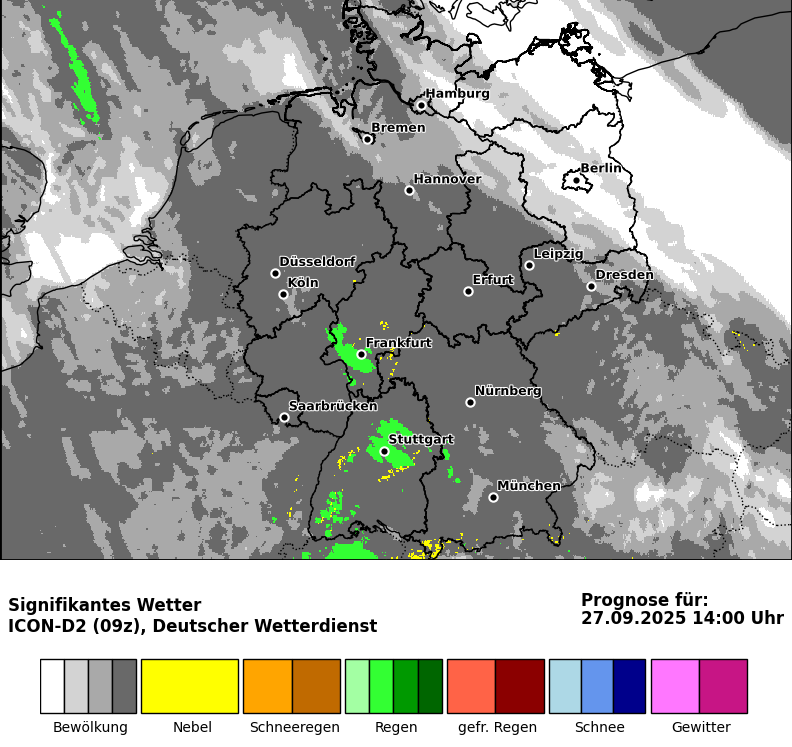 Hamburg
Bremen
Berlin
Hannover
Leipzig
Düsseldorf
Dresden
Köln
Erfurt
Frankfurt
Nürnberg
Saarbrücken
Stuttgart
München
Signifikantes Wetter
ICON-D2 (09z), Deutscher Wetterdienst
Prognose für:
27.09.2025 14:00 Uhr
Bewölkung Nebel Schneeregen Regen gefr. Regen Schnee Gewitter